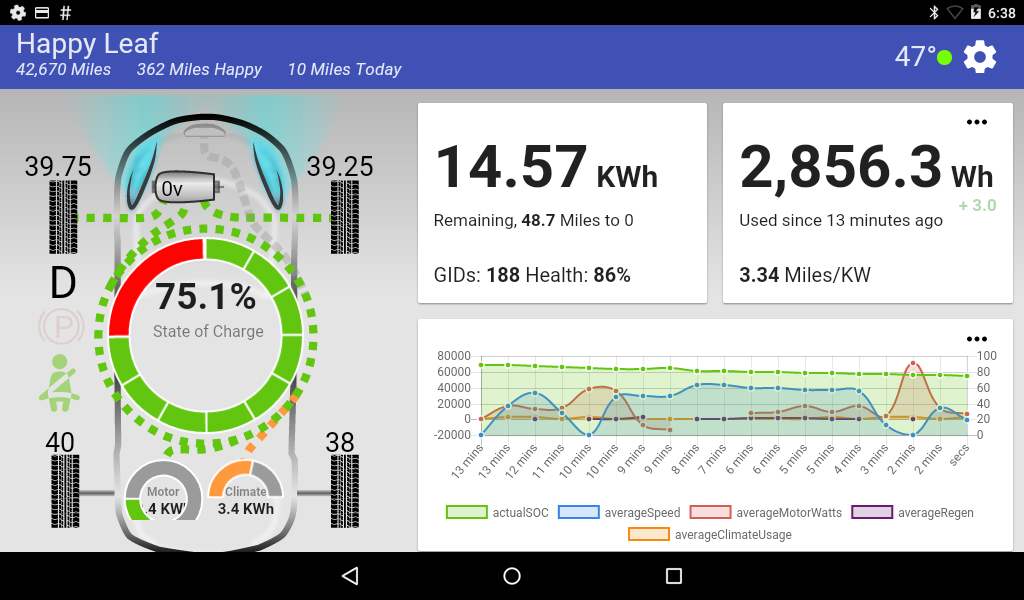 6:38
Happy Leaf
42,670 Miles 362 Miles Happy 10 Miles Today
47°
39.75 39.25
0v
D
P
75.1%
State of Charge
40 38
Motor
.4 KW
Climate
3.4 KWh
14.57 KWh
Remaining, 48.7 Miles to 0
GIDs: 188 Health: 86%
2,856.3 Wh
+ 3.0
Used since 13 minutes ago
3.34 Miles/KW
80000 100
60000 80
40000 60
20000 40
0 20
-20000 0
13 mins 13 mins 12 mins 11 mins 10 mins 10 mins 9 mins 9 mins 8 mins 7 mins 6 mins 6 mins 5 mins 5 mins 4 mins 3 mins 2 mins 2 mins secs
actualSOC averageSpeed averageMotorWatts averageRegen
averageClimateUsage